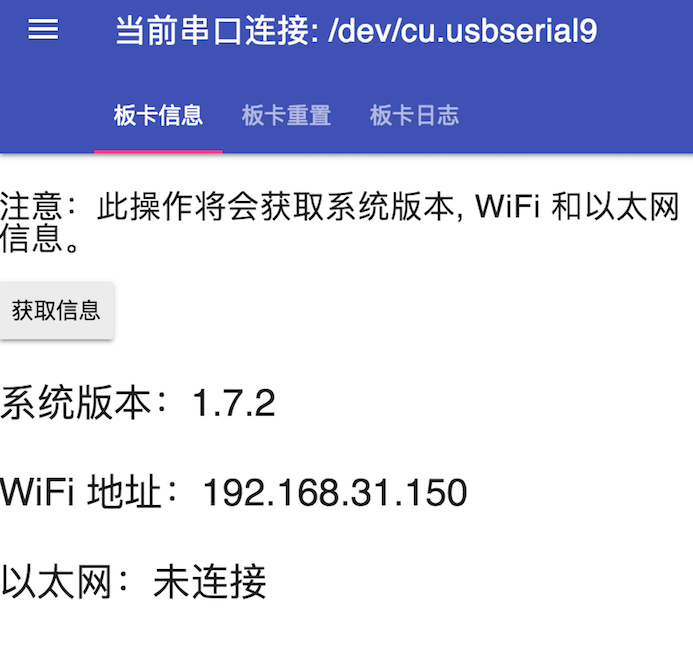 当前串口连接: /dev/cu.usbserial9
板卡信息 板卡重置 板卡日志
注意：此操作将会获取系统版本, WiFi 和以太网
信息。
获取信息
系统版本：1.7.2
WiFi 地址：192.168.31.150
以太网：未连接